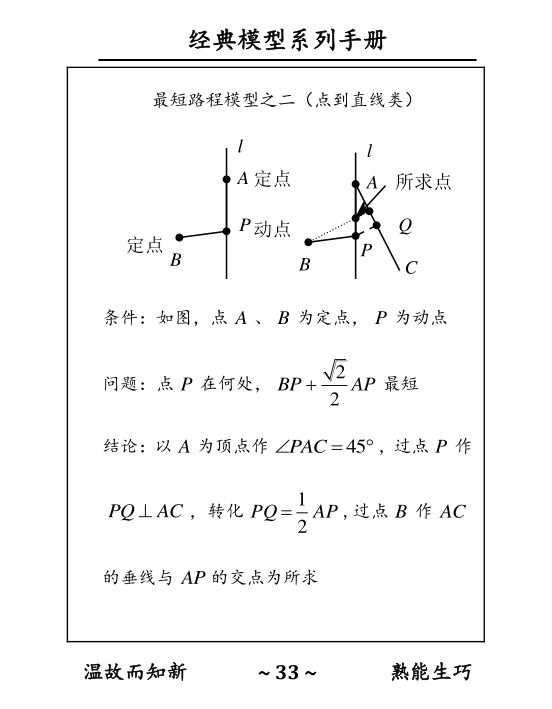 经典模型系列手册
最短路程模型之二（点到直线类）
l
A 定点
P 动点
定点
B
l
A
所求点
Q
P
B
C
条件：如图，点 A 、 B 为定点， P 为动点
问题：点 P 在何处， BP + \frac{\sqrt{2}}{2} AP 最短
结论：以 A 为顶点作 ∠PAC = 45° ，过点 P 作
PQ ⊥ AC ，转化 PQ = \frac{1}{2} AP ，过点 B 作 AC
的垂线与 AP 的交点为所求
温故而知新 ~ 33 ~ 熟能生巧